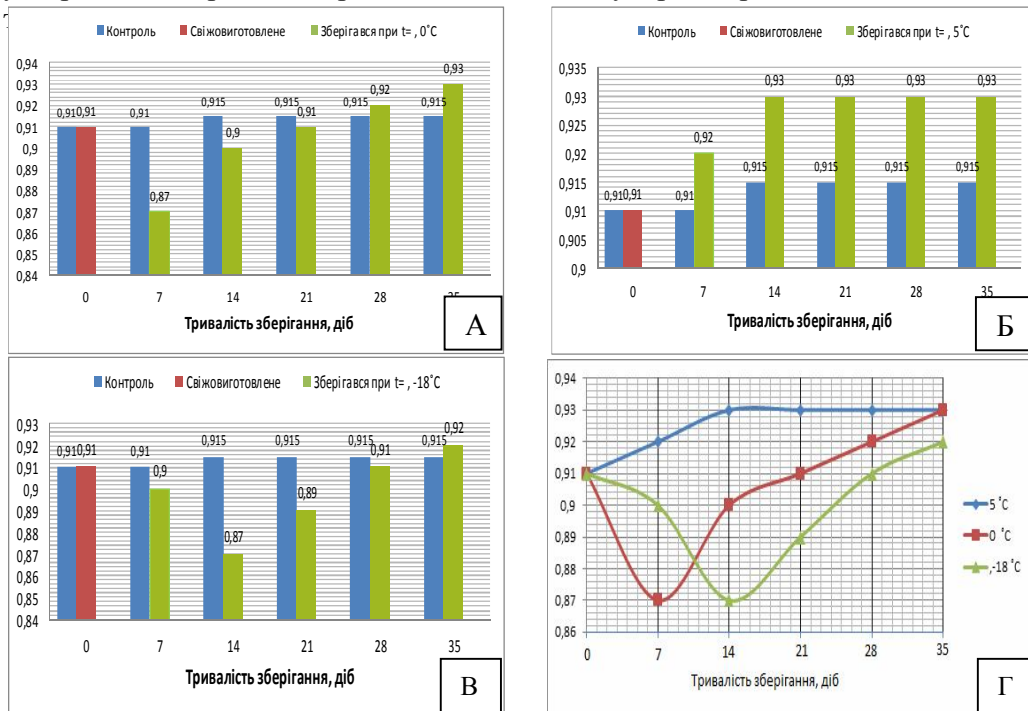 Контроль Свіжовиготовлене Зберігався при t= , 0˚С
0,94
0,93
0,92
0,91
0,9
0,89
0,88
0,87
0,86
0,85
0,84
0,91 0,91 0,91 0,87 0,915 0,9 0,915 0,91 0,915 0,92 0,915 0,93
0 7 14 21 28 35
Тривалість зберігання, діб
А
Контроль Свіжовиготовлене Зберігався при t= , 5˚С
0,935
0,93
0,925
0,92
0,915
0,91
0,905
0,9
0,91 0,91 0,91 0,92 0,915 0,93 0,915 0,93 0,915 0,93 0,915 0,93
0 7 14 21 28 35
Тривалість зберігання, діб
Б
Контроль Свіжовиготовлене Зберігався при t= , -18˚С
0,93
0,92
0,91
0,9
0,89
0,88
0,87
0,86
0,85
0,84
0,91 0,91 0,91 0,9 0,915 0,87 0,915 0,89 0,915 0,91 0,915 0,92
0 7 14 21 28 35
Тривалість зберігання, діб
В
0,94
0,93
0,92
0,91
0,9
0,89
0,88
0,87
0,86
0 7 14 21 28 35
Тривалість зберігання, діб
5 ˚С
0 ˚С
,-18 ˚С
Г